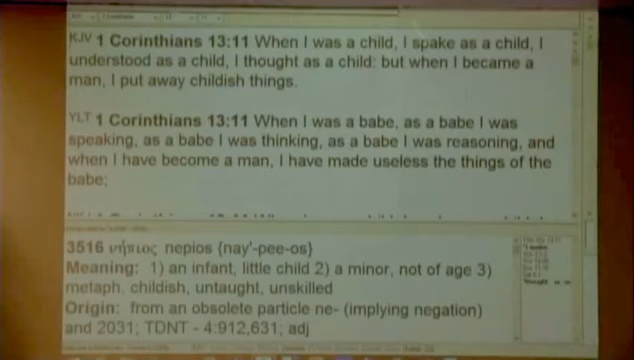 KJV 1 Corinthians 13:11 When I was a child, I spake as a child, I
understood as a child, I thought as a child: but when I became a
man, I put away childish things.
YLT 1 Corinthians 13:11 When I was a babe, as a babe I was
speaking, as a babe I was thinking, as a babe I was reasoning, and
when I have become a man, I have made useless the things of the
babe;
3516 νήπιος nepios {nay'-pee-os}
Meaning: 1) an infant, little child 2) a minor, not of age 3)
metaph. childish, untaught, unskilled
Origin: from an obsolete particle ne- (implying negation)
and 2031; TDNT - 4:912,631; adj